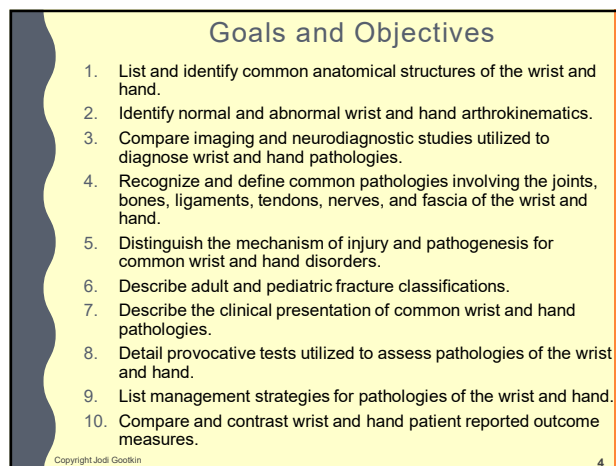 Goals and Objectives
1. List and identify common anatomical structures of the wrist and
hand.
2. Identify normal and abnormal wrist and hand arthrokinematics.
3. Compare imaging and neurodiagnostic studies utilized to
diagnose wrist and hand pathologies.
4. Recognize and define common pathologies involving the joints,
bones, ligaments, tendons, nerves, and fascia of the wrist and
hand.
5. Distinguish the mechanism of injury and pathogenesis for
common wrist and hand disorders.
6. Describe adult and pediatric fracture classifications.
7. Describe the clinical presentation of common wrist and hand
pathologies.
8. Detail provocative tests utilized to assess pathologies of the wrist
and hand.
9. List management strategies for pathologies of the wrist and hand.
10. Compare and contrast wrist and hand patient reported outcome
measures.
Copyright Jodi Gootkin
4